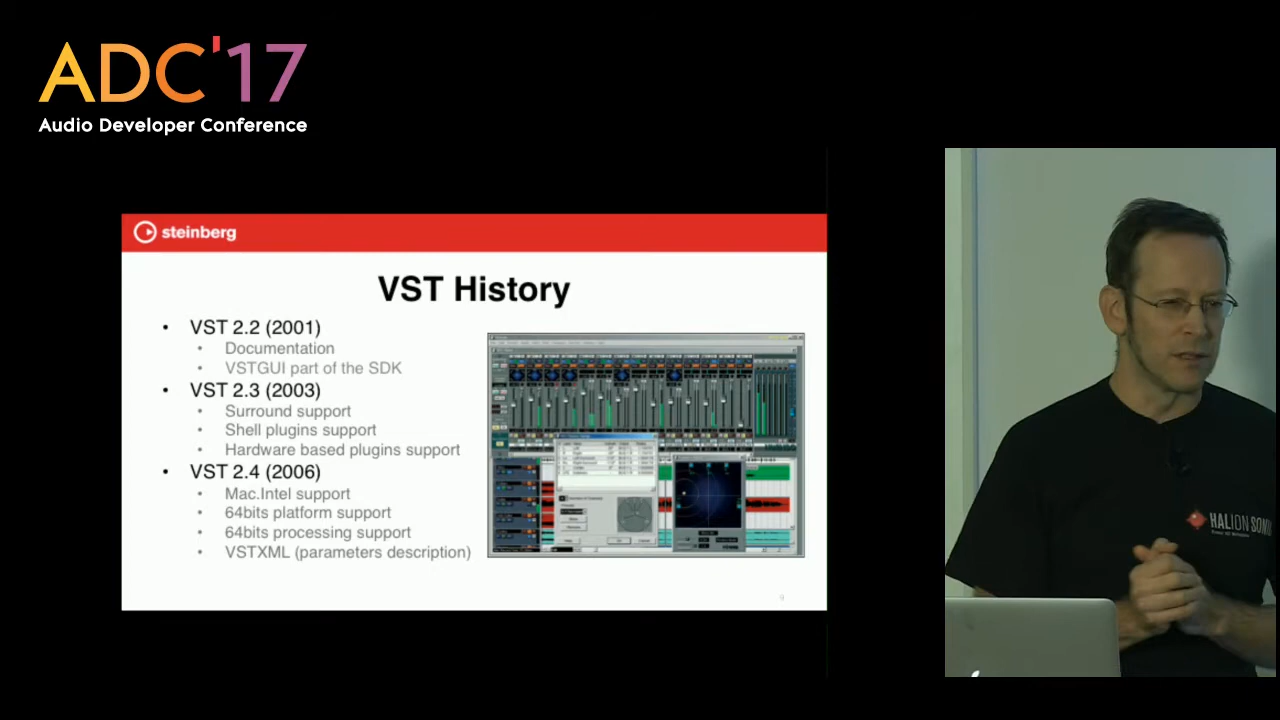 ADC'17
Audio Developer Conference
steinberg
VST History
• VST 2.2 (2001)
• Documentation
• VSTGUI part of the SDK
• VST 2.3 (2003)
• Surround support
• Shell plugins support
• Hardware based plugins support
• VST 2.4 (2006)
• Mac.Intel support
• 64bits platform support
• 64bits processing support
• VSTXML (parameters description)
9
HALION SONIC